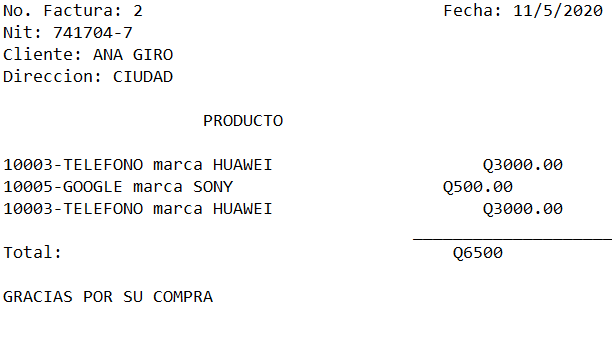 No. Factura: 2 Fecha: 11/5/2020
Nit: 741704-7
Cliente: ANA GIRO
Direccion: CIUDAD
PRODUCTO
10003-TELEFONO marca HUAWEI Q3000.00
10005-GOOGLE marca SONY Q500.00
10003-TELEFONO marca HUAWEI Q3000.00
____________________
Total: Q6500
GRACIAS POR SU COMPRA